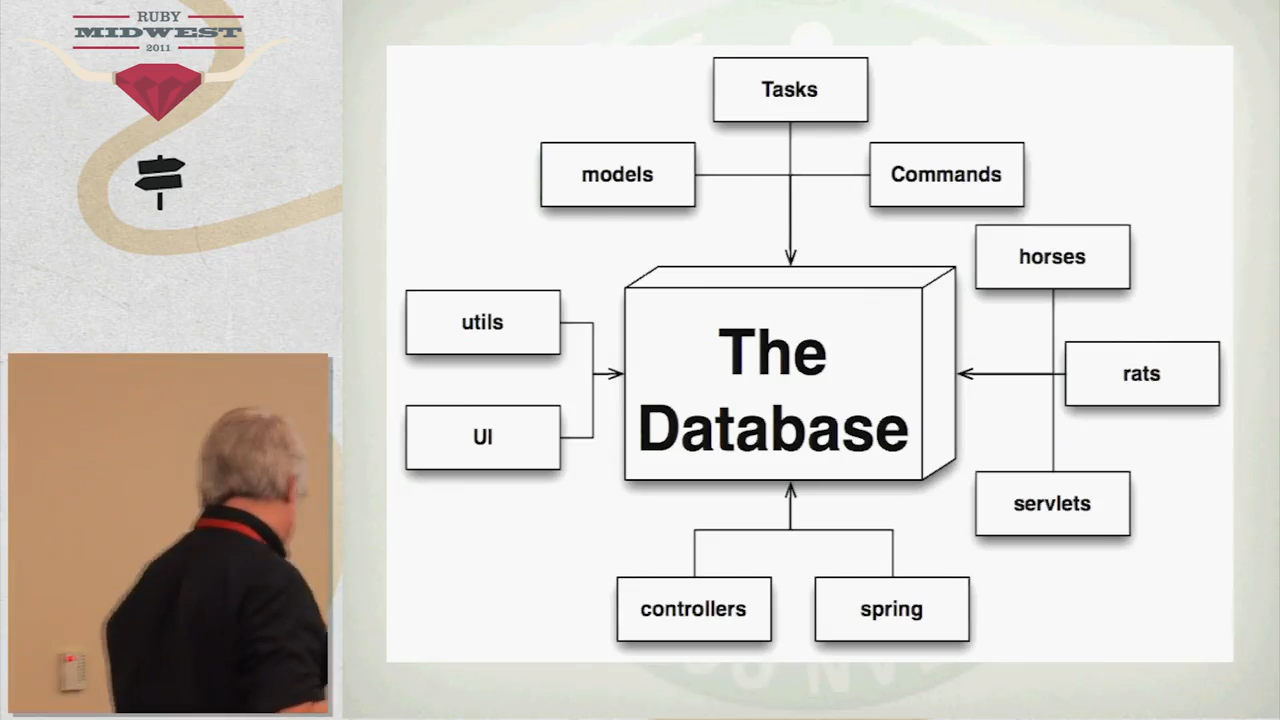 RUBY
MIDWEST
2011
Tasks
models
Commands
horses
utils
The
Database
rats
UI
servlets
controllers
spring